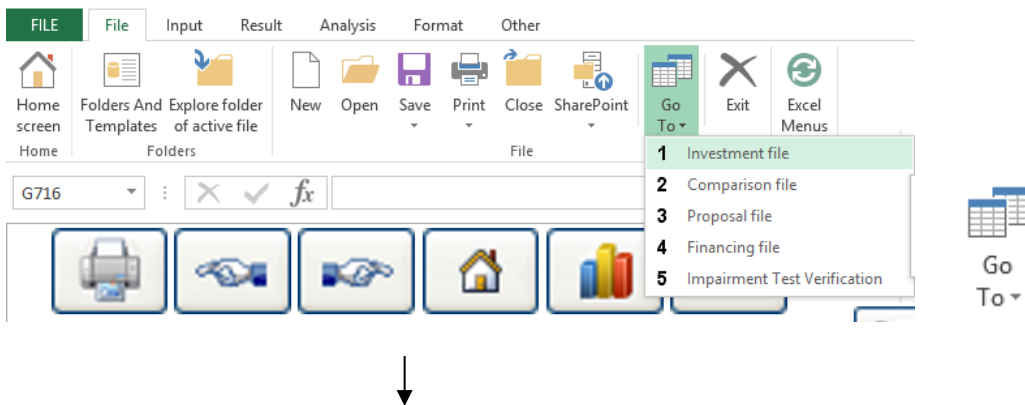 FILE File Input Result Analysis Format Other
Home Folders And Explore folder New Open Save Print Close SharePoint Go Exit Excel
screen Templates of active file To Menus
Home Folders File
1 Investment file
G716 fx
2 Comparison file
3 Proposal file
4 Financing file
5 Impairment Test Verification
Go
To